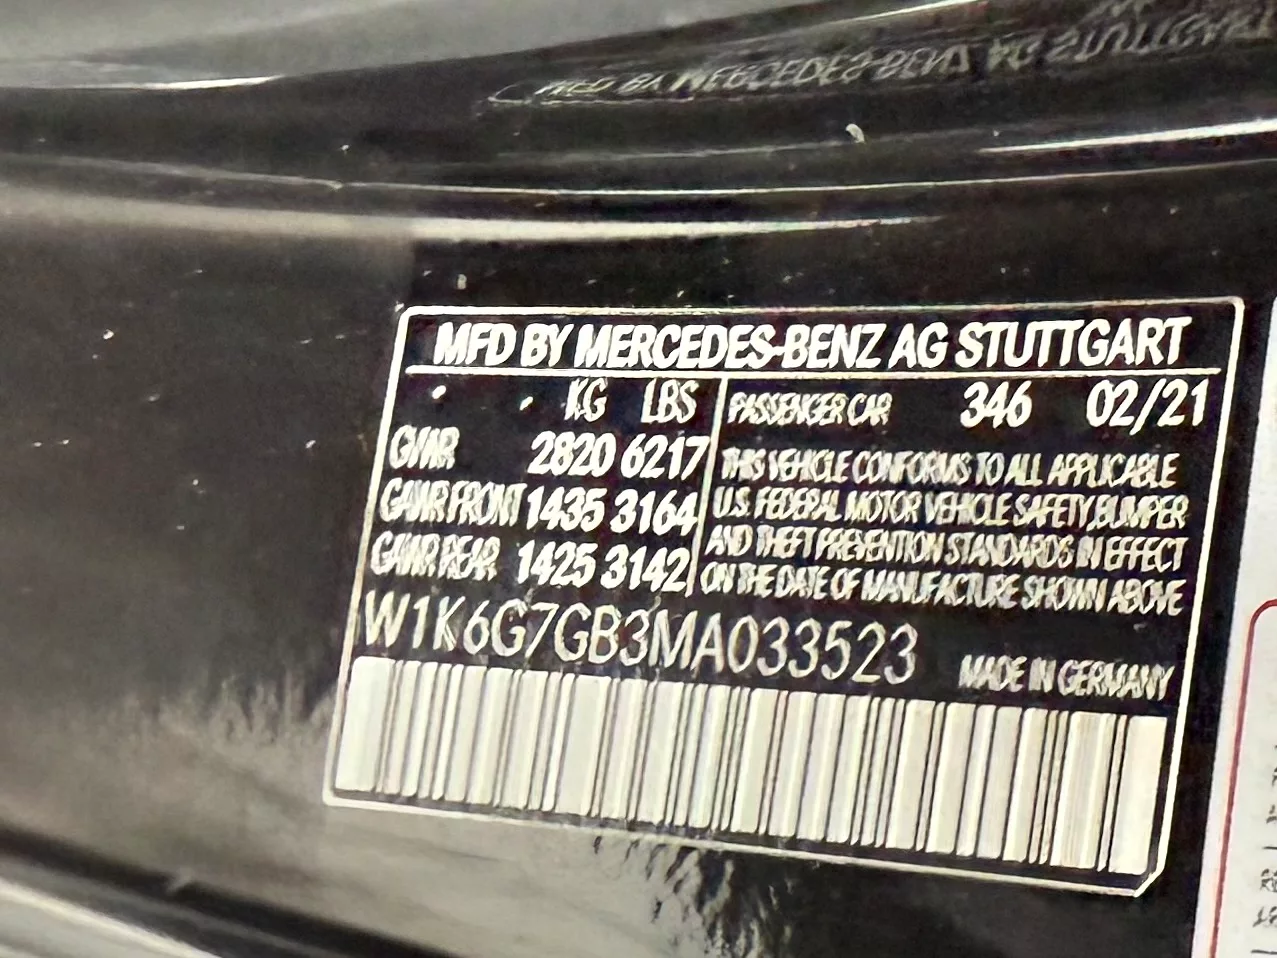 MFD BY MERCEDES-BENZ AG STUTTGART
KG LBS
GVWR 2820 6217
GAWR FRONT 1435 3164
GAWR REAR 1425 3142
PASSENGER CAR 346 02/21
THIS VEHICLE CONFORMS TO ALL APPLICABLE
U.S. FEDERAL MOTOR VEHICLE SAFETY, BUMPER
AND THEFT PREVENTION STANDARDS IN EFFECT
ON THE DATE OF MANUFACTURE SHOWN ABOVE
W1K6G7GB3MA033523
MADE IN GERMANY